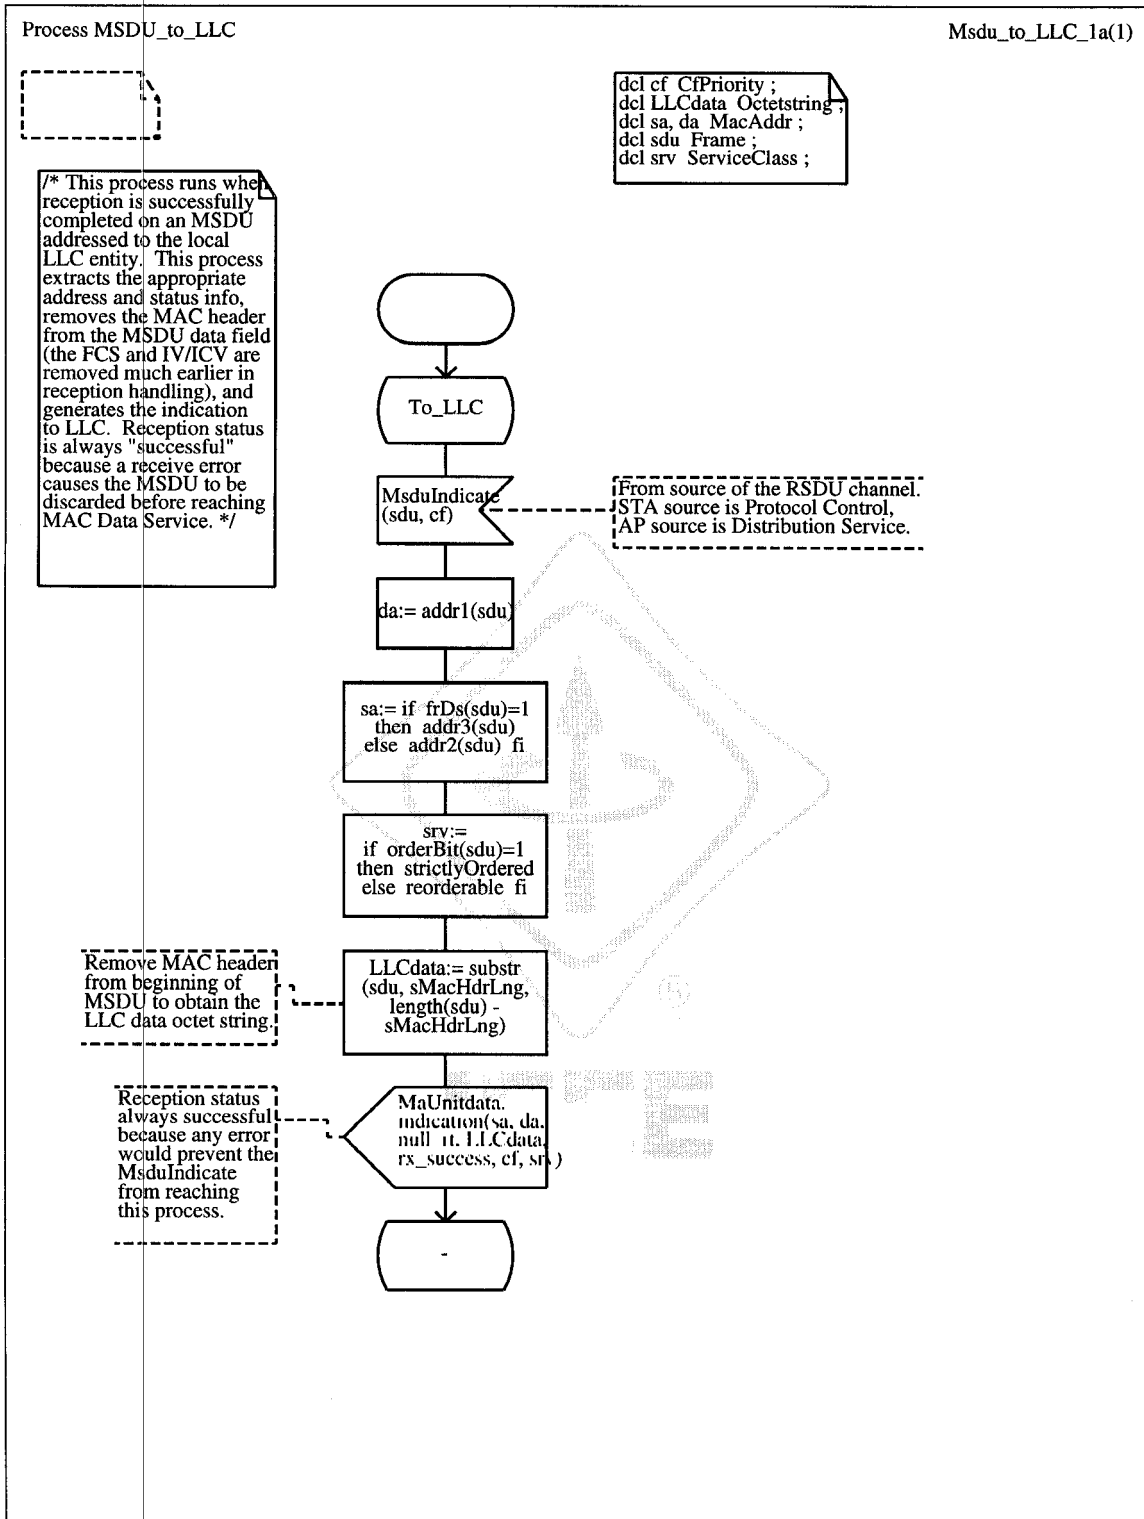 Process MSDU_to_LLC
Msdu_to_LLC_1a(1)
dcl cf CfPriority ;
dcl LLCdata Octetstring ;
dcl sa, da MacAddr ;
dcl sdu Frame ;
dcl srv ServiceClass ;
/* This process runs when
reception is successfully
completed on an MSDU
addressed to the local
LLC entity. This process
extracts the appropriate
address and status info,
removes the MAC header
from the MSDU data field
(the FCS and IV/ICV are
removed much earlier in
reception handling), and
generates the indication
to LLC. Reception status
is always "successful"
because a receive error
causes the MSDU to be
discarded before reaching
MAC Data Service. */
To_LLC
MsduIndicate
(sdu, cf)
From source of the RSDU channel.
STA source is Protocol Control,
AP source is Distribution Service.
da:= addr1(sdu)
sa:= if frDs(sdu)=1
then addr3(sdu)
else addr2(sdu) fi
srv:=
if orderBit(sdu)=1
then strictlyOrdered
else reorderable fi
Remove MAC header
from beginning of
MSDU to obtain the
LLC data octet string.
LLCdata:= substr
(sdu, sMacHdrLng,
length(sdu) -
sMacHdrLng)
Reception status
always successful
because any error
would prevent the
MsduIndicate
from reaching
this process.
MaUnitdata.
indication(sa, da,
LLCdata,
rx_success, cf, srv)
-